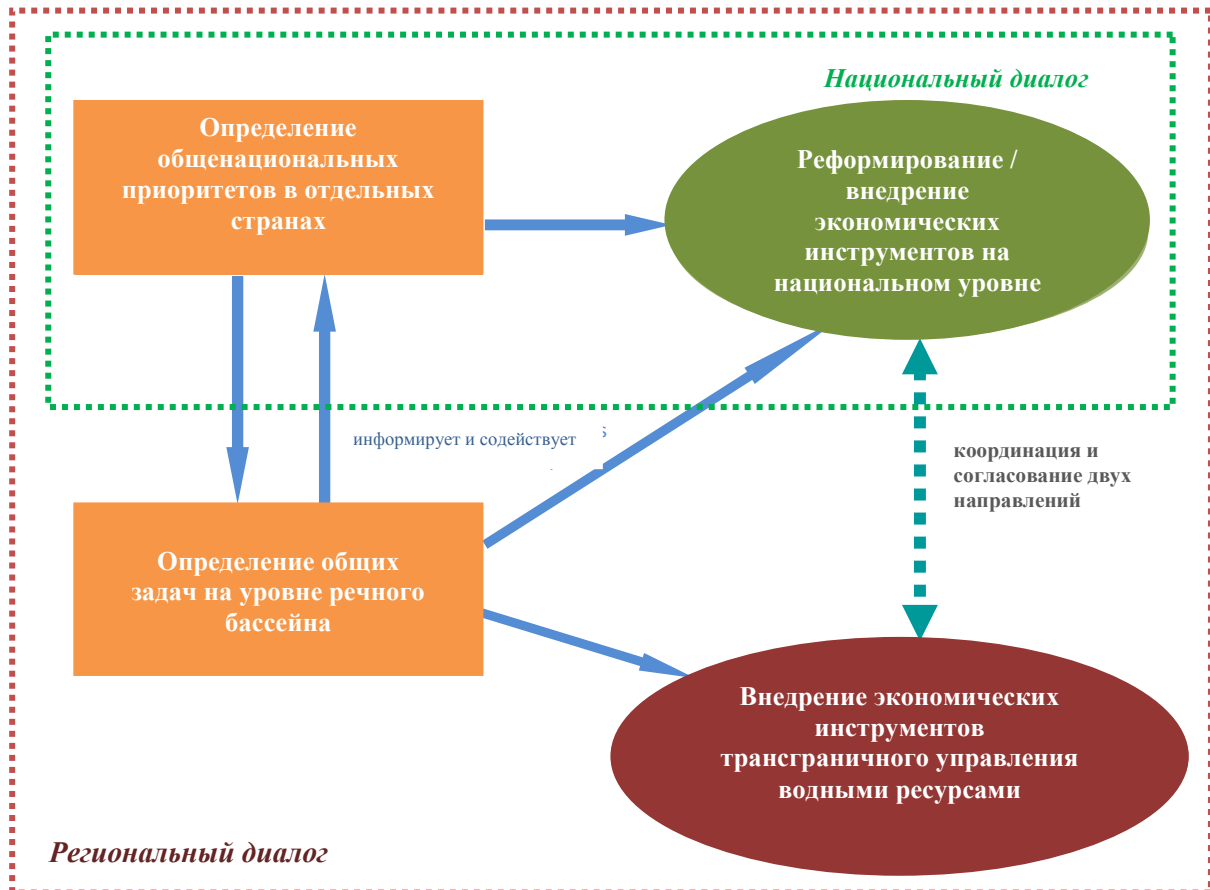 Национальный диалог
Определение
общенациональных
приоритетов в отдельных
странах
Реформирование /
внедрение
экономических
инструментов на
национальном уровне
информирует и содействует
s
координация и
согласование двух
направлений
Определение общих
задач на уровне речного
бассейна
Внедрение экономических
инструментов
трансграничного управления
водными ресурсами
Региональный диалог